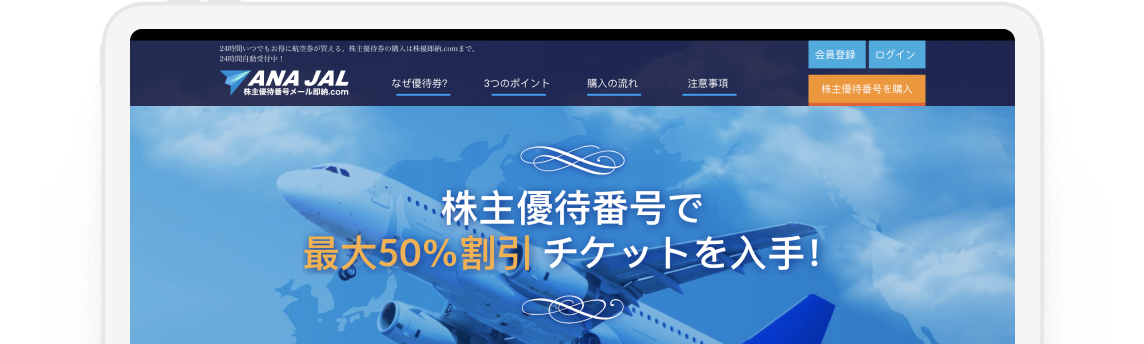 24時間いつでもお得に航空券が買える。株主優待券の購入は株優即納.comまで。
24時間自動受付中！
ANA JAL
株主優待番号メール即納.com
なぜ優待券?
3つのポイント
購入の流れ
注意事項
会員登録
ログイン
株主優待番号を購入
株主優待番号で
最大50%割引 チケットを入手!